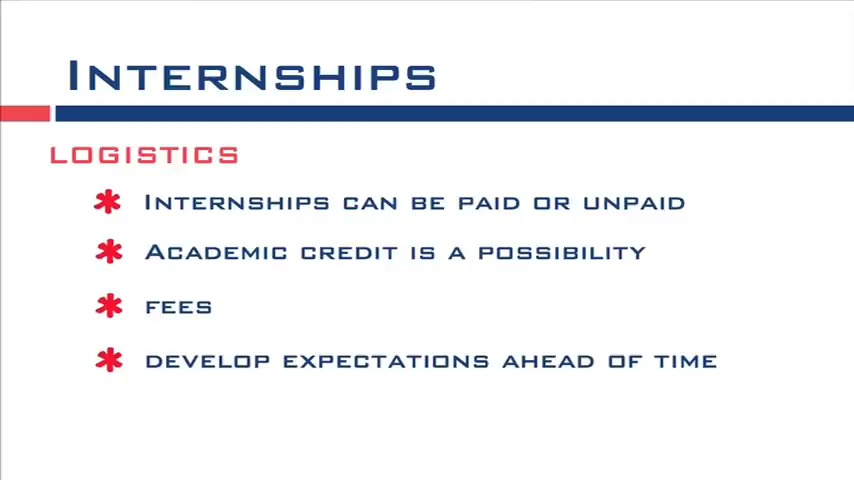 Internships
LOGISTICS
Internships can be paid or unpaid
Academic credit is a possibility
fees
develop expectations ahead of time